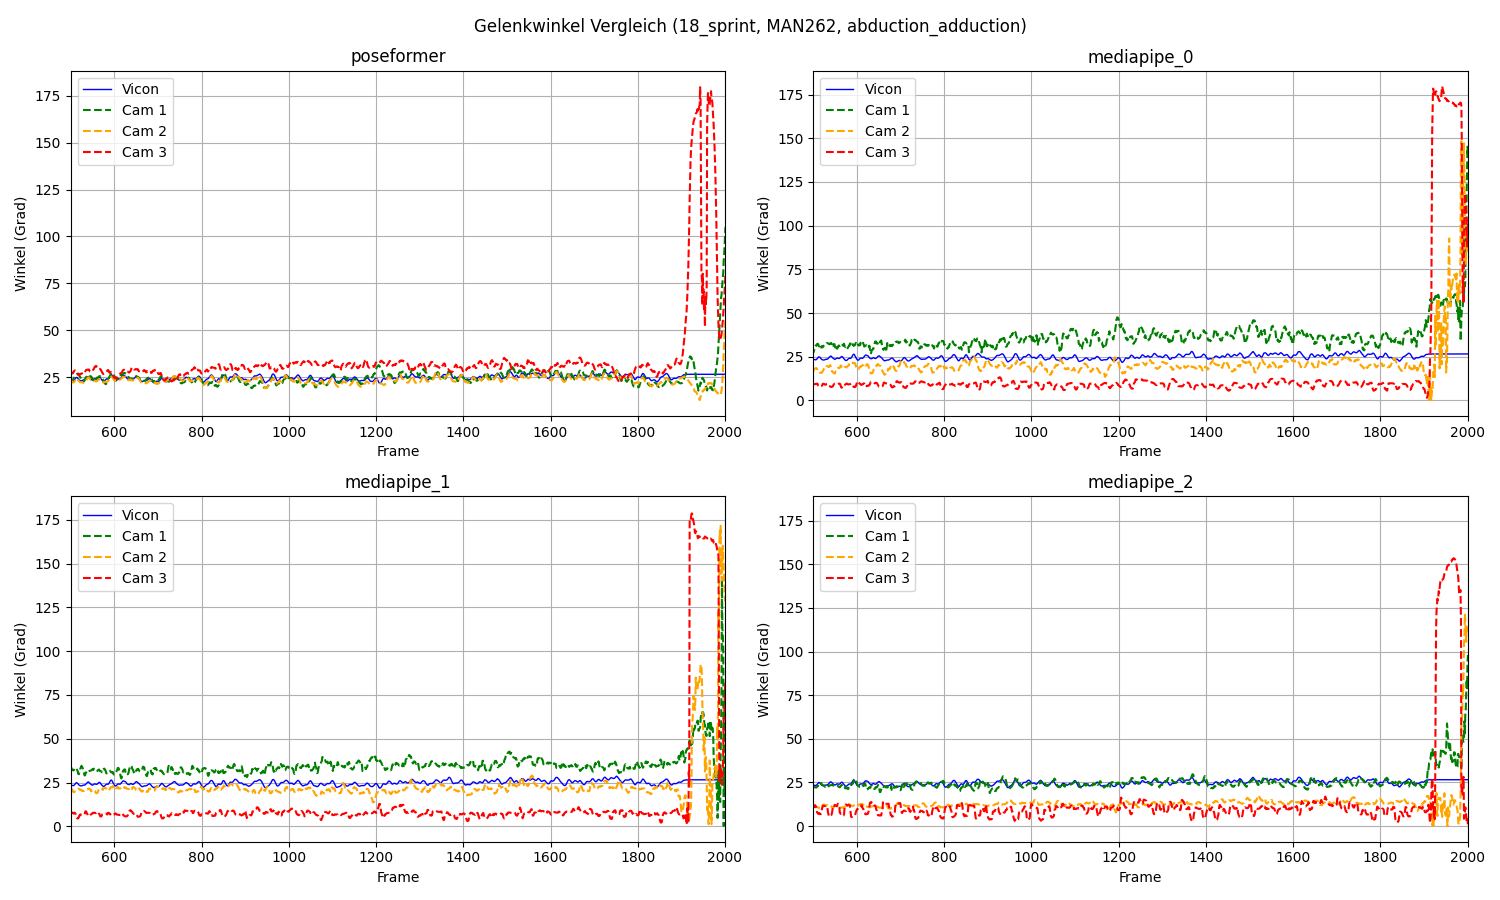 Gelenkwinkel Vergleich (18_sprint, MAN262, abduction_adduction)
poseformer
Winkel (Grad)
175
150
125
100
75
50
25
Vicon
Cam 1
Cam 2
Cam 3
600 800 1000 1200 1400 1600 1800 2000
Frame
mediapipe_0
Winkel (Grad)
175
150
125
100
75
50
25
0
Vicon
Cam 1
Cam 2
Cam 3
600 800 1000 1200 1400 1600 1800 2000
Frame
mediapipe_1
Winkel (Grad)
175
150
125
100
75
50
25
0
Vicon
Cam 1
Cam 2
Cam 3
600 800 1000 1200 1400 1600 1800 2000
Frame
mediapipe_2
Winkel (Grad)
175
150
125
100
75
50
25
0
Vicon
Cam 1
Cam 2
Cam 3
600 800 1000 1200 1400 1600 1800 2000
Frame